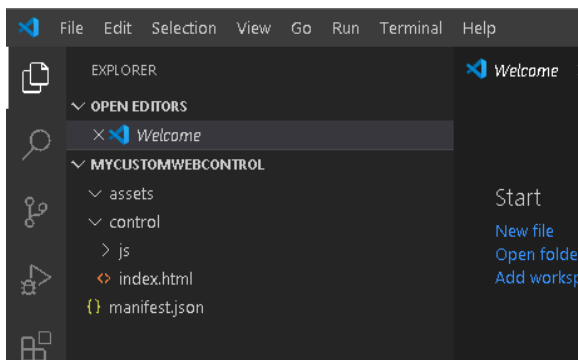 File Edit Selection View Go Run Terminal Help
EXPLORER
OPEN EDITORS
Welcome
MYCUSTOMWEBCONTROL
assets
control
js
<> index.html
{} manifest.json
Welcome
Start
New file
Open folde
Add worksp